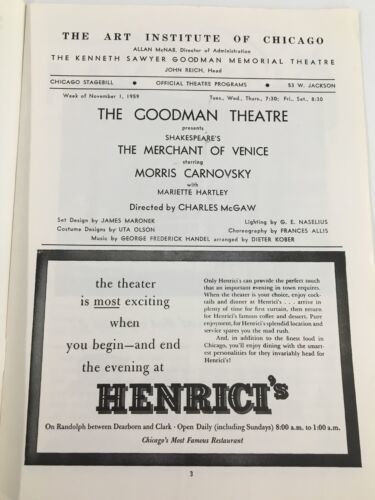 THE ART INSTITUTE OF CHICAGO
ALLAN McNAB, Director of Administration
THE KENNETH SAWYER GOODMAN MEMORIAL THEATRE
JOHN REICH, Head
CHICAGO STAGEBILL • OFFICIAL THEATRE PROGRAMS • 53 W. JACKSON
Week of November 1, 1959 Tues., Wed., Thurs., 7:30; Fri., Sat., 8:30
THE GOODMAN THEATRE
presents
SHAKESPEARE'S
THE MERCHANT OF VENICE
starring
MORRIS CARNOVSKY
with
MARIETTE HARTLEY
Directed by CHARLES McGAW
Set Design by JAMES MARONEK Lighting by G. E. NASELIUS
Costume Designs by UTA OLSON Choreography by FRANCES ALLIS
Music by GEORGE FREDERICK HANDEL arranged by DIETER KOBER
the theater
is most exciting
when
you begin—and end
the evening at
Only Henrici's can provide the perfect touch
that an important evening in town requires.
When the theater is your choice, enjoy cock-
tails and dinner at Henrici's . . . arrive in
plenty of time for first curtain, then return
for Henrici's famous coffee and dessert. Pure
enjoyment, for Henrici's splendid location and
service spares you the mad rush.
And, in addition to the finest food in
Chicago, you'll enjoy dining with the smart-
est personalities for they invariably head for
Henrici's!
HENRICI's
On Randolph between Dearborn and Clark · Open Daily (including Sundays) 8:00 a.m. to 1:00 a.m.
Chicago's Most Famous Restaurant
3